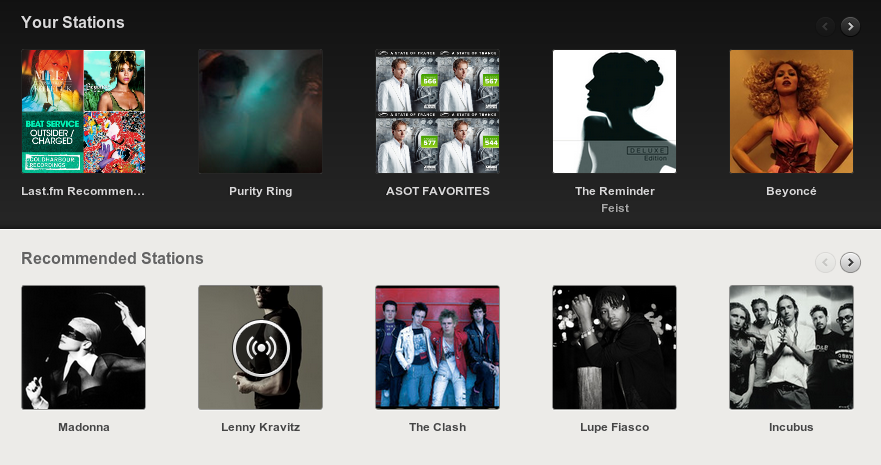 Your Stations
BEAT SERVICE
OUTSIDER /
CHARGED
COLDHARBOUR
RECORDINGS
A STATE OF TRANCE
A STATE OF TRANCE
566
567
A STATE OF TRANCE
A STATE OF TRANCE
577
544
DELUXE
Edition
Last.fm Recommen...
Purity Ring
ASOT FAVORITES
The Reminder
Beyoncé
Feist
Recommended Stations
Madonna
Lenny Kravitz
The Clash
Lupe Fiasco
Incubus